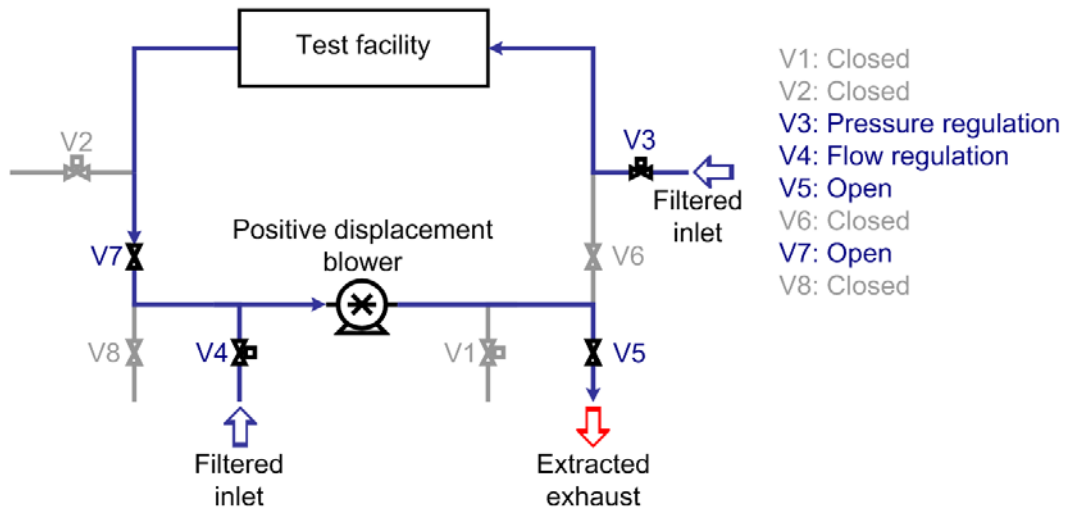 Test facility
V1: Closed
V2: Closed
V3: Pressure regulation
V4: Flow regulation
V5: Open
V6: Closed
V7: Open
V8: Closed
V2
V3
Filtered
inlet
Positive displacement
blower
V7
V6
V8
V4
V1
V5
Filtered
inlet
Extracted
exhaust